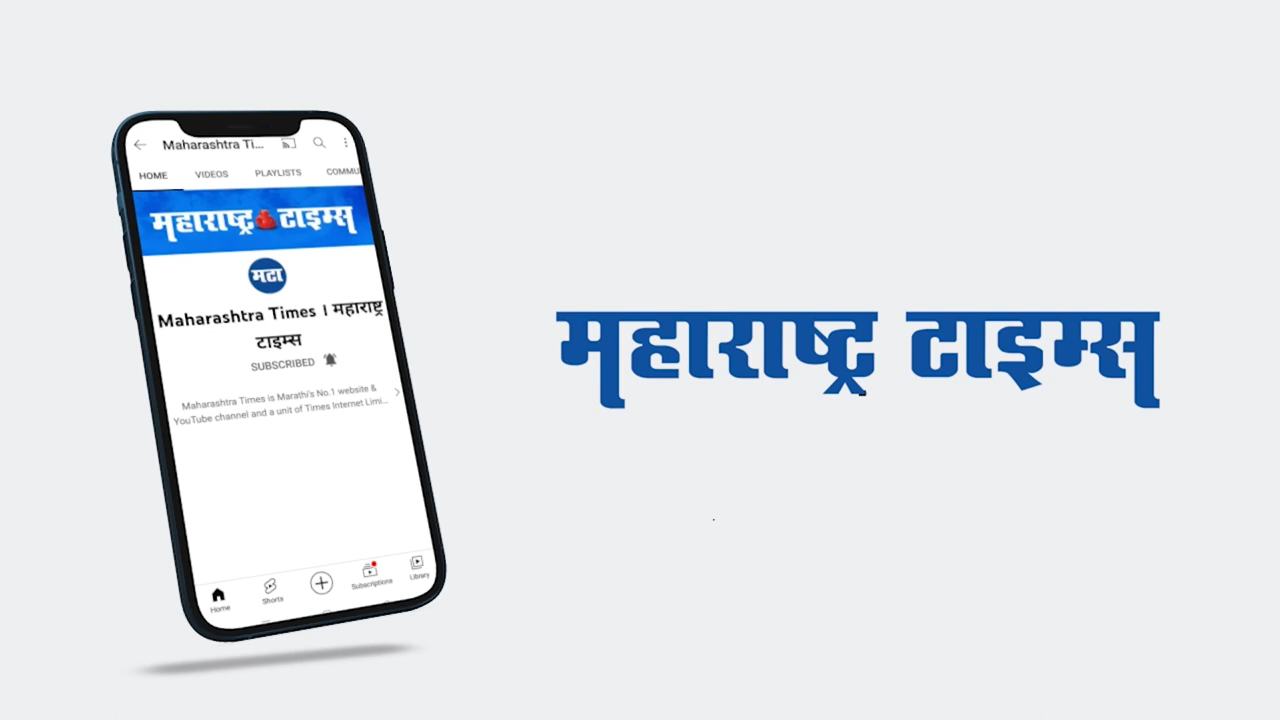 Maharashtra Ti...
HOME VIDEOS PLAYLISTS COMMU
महाराष्ट्र टाइम्स
मटा
Maharashtra Times । महाराष्ट्र
टाइम्स
SUBSCRIBED
Maharashtra Times is Marathi's No.1 website &
YouTube channel and a unit of Times Internet Limi...
Home Shorts Subscriptions Library
महाराष्ट्र टाइम्स